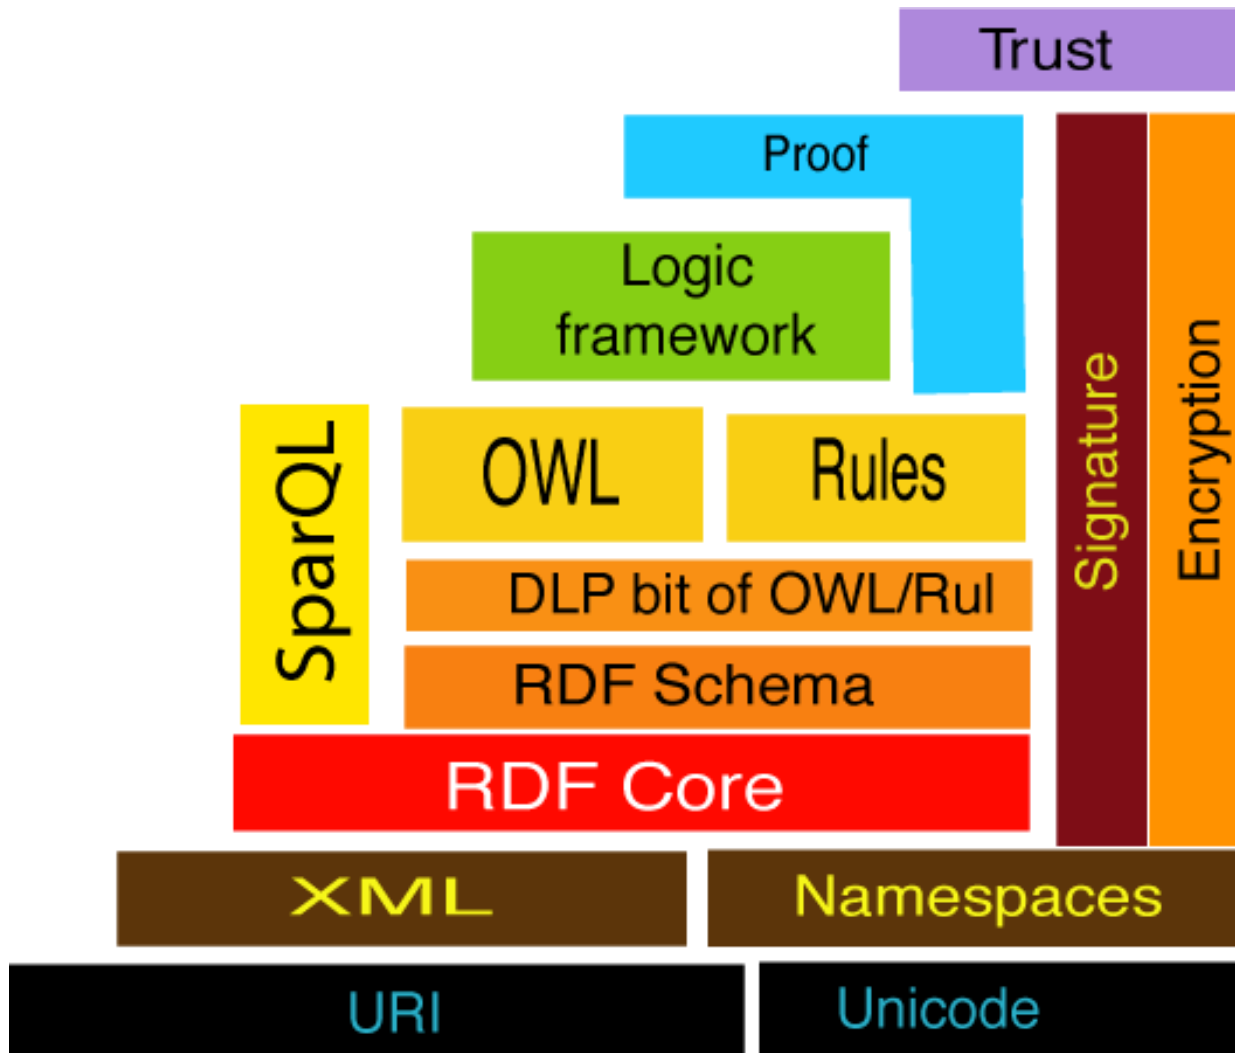 Trust
Proof
Logic
framework
SparQL
OWL
Rules
Signature
Encryption
DLP bit of OWL/Rul
RDF Schema
RDF Core
XML
Namespaces
URI
Unicode